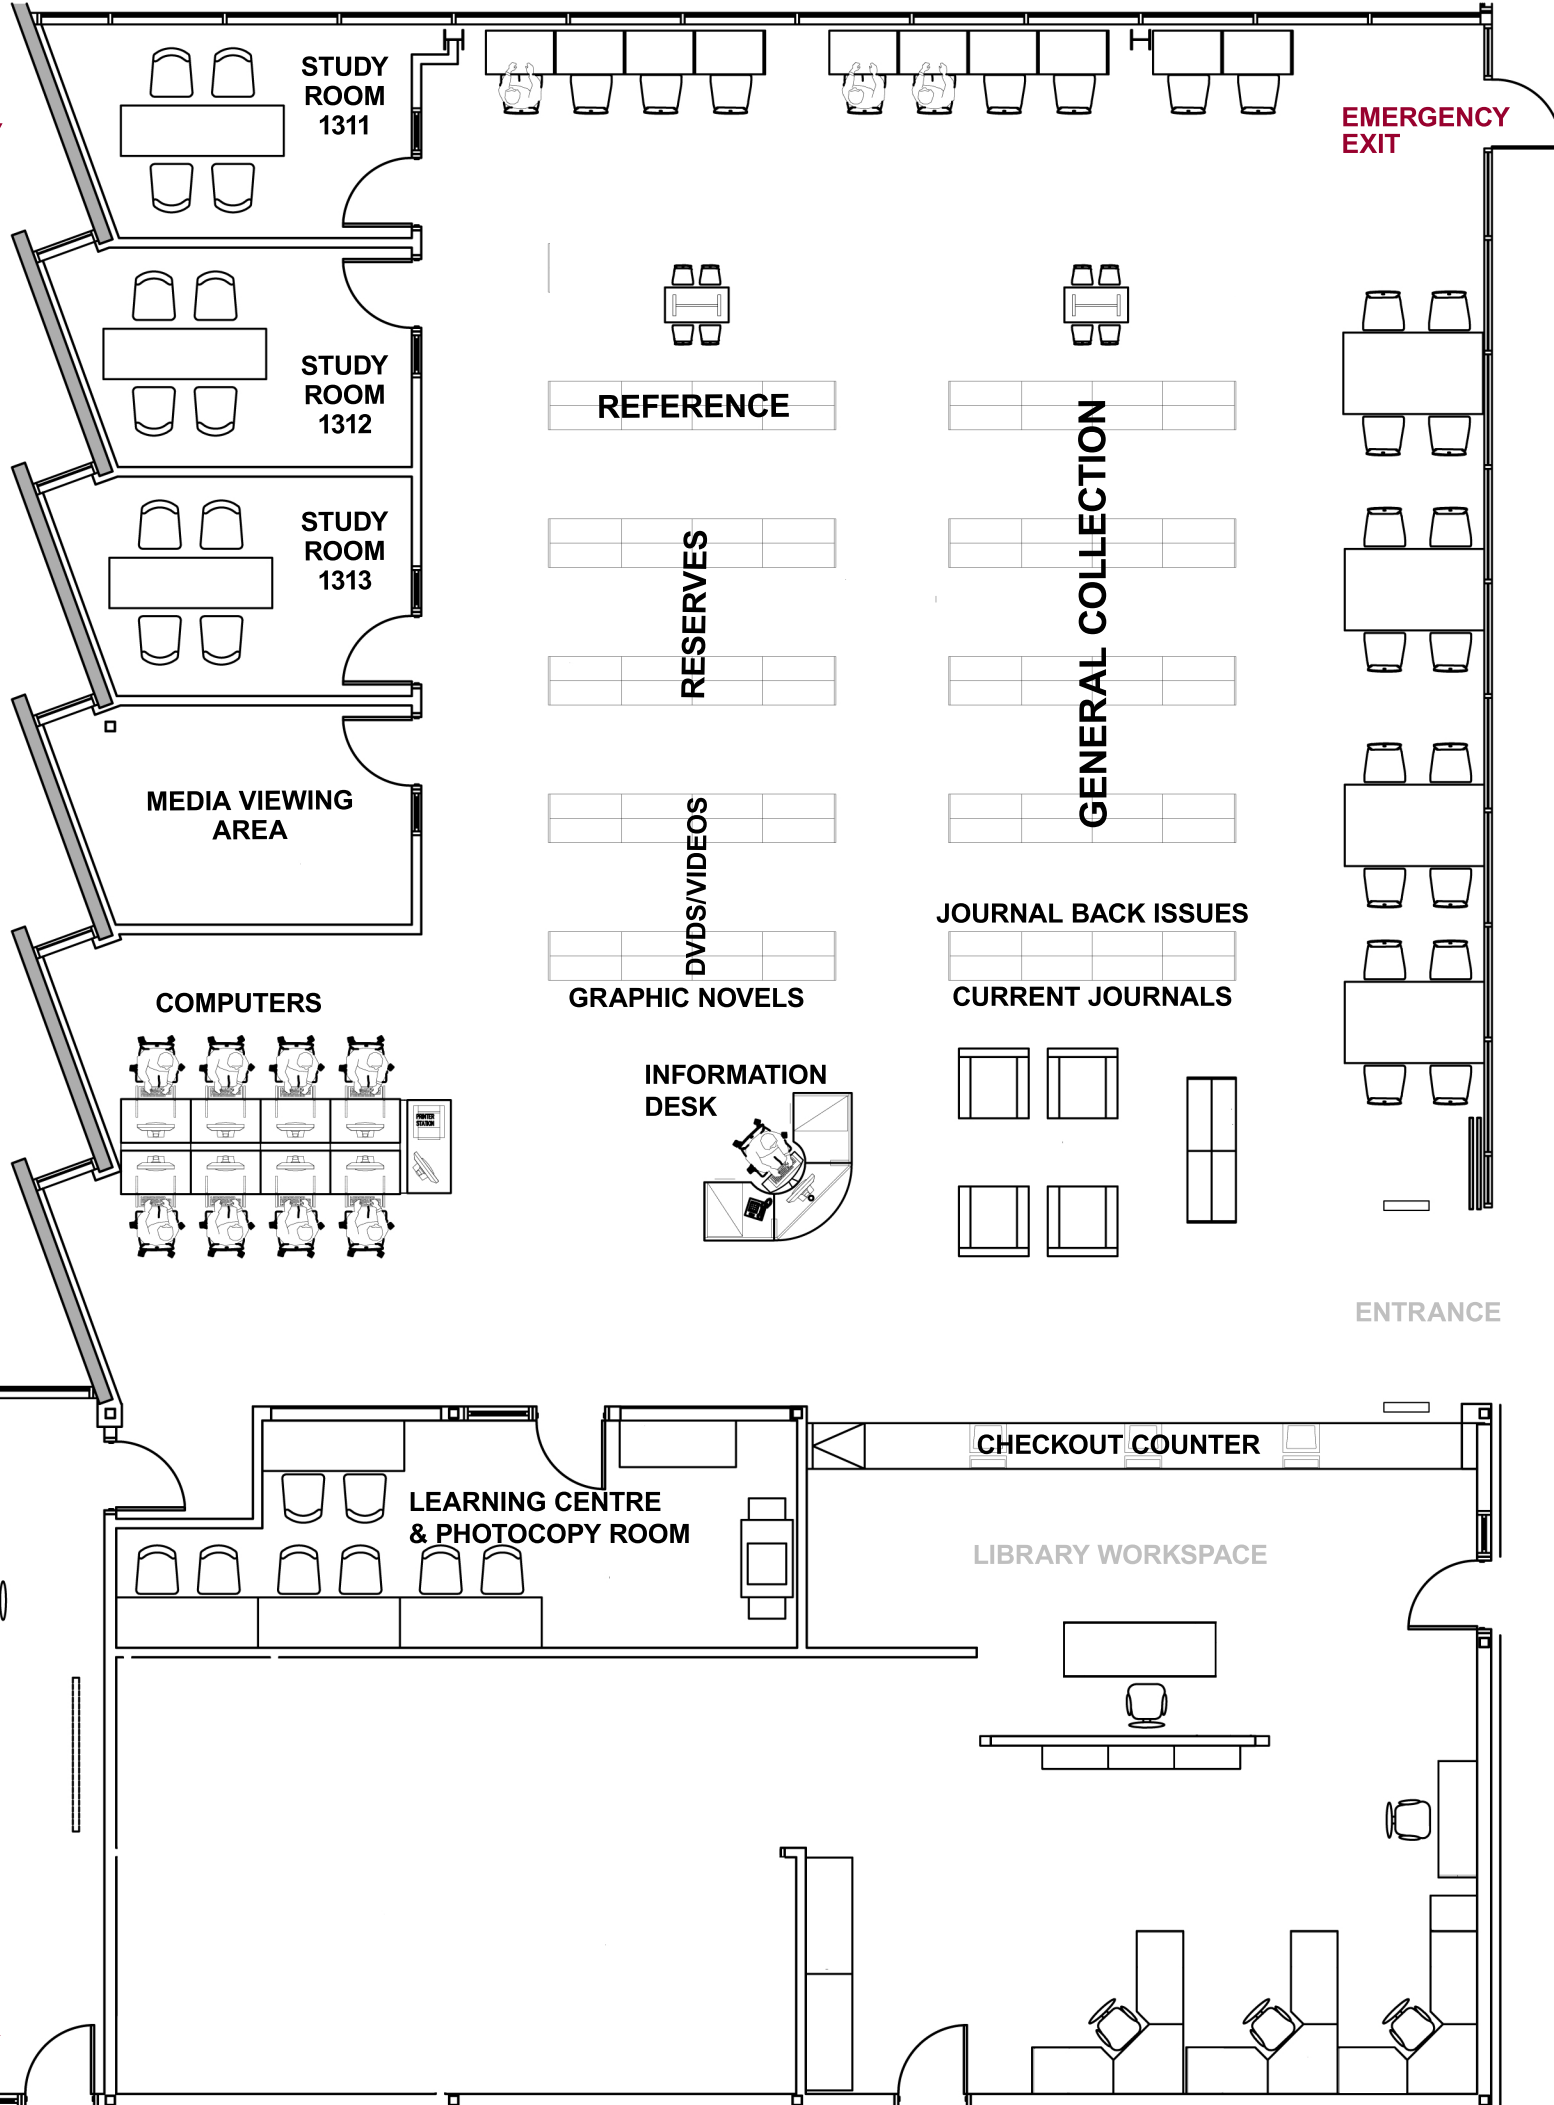 STUDY
ROOM
1311
EMERGENCY
EXIT
STUDY
ROOM
1312
REFERENCE
GENERAL COLLECTION
STUDY
ROOM
1313
RESERVES
MEDIA VIEWING
AREA
DVDS/VIDEOS
JOURNAL BACK ISSUES
COMPUTERS
GRAPHIC NOVELS
CURRENT JOURNALS
INFORMATION
DESK
PRINTER
STATION
ENTRANCE
CHECKOUT COUNTER
LEARNING CENTRE
& PHOTOCOPY ROOM
LIBRARY WORKSPACE